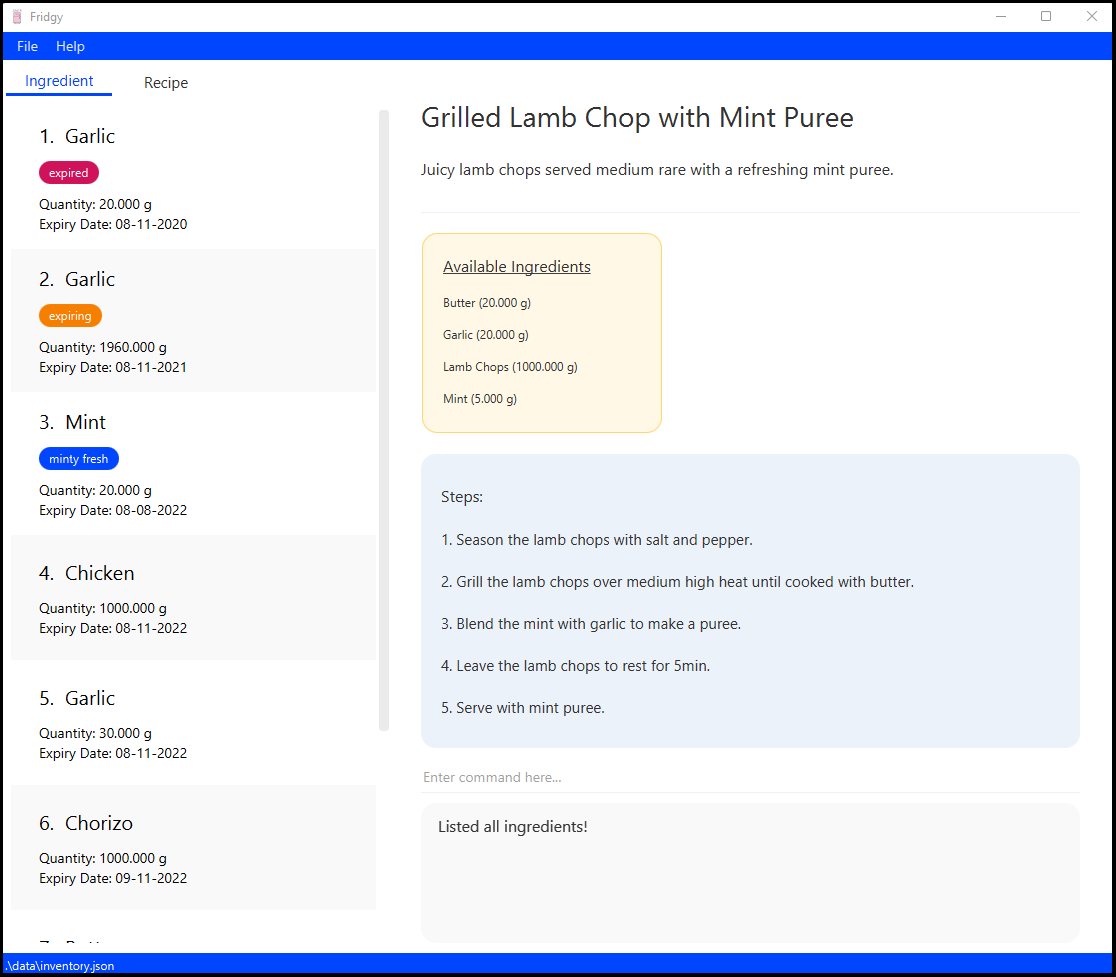 Fridgy
File Help
Ingredient Recipe
1. Garlic
expired
Quantity: 20.000 g
Expiry Date: 08-11-2020
2. Garlic
expiring
Quantity: 1960.000 g
Expiry Date: 08-11-2021
3. Mint
minty fresh
Quantity: 20.000 g
Expiry Date: 08-08-2022
4. Chicken
Quantity: 1000.000 g
Expiry Date: 08-11-2022
5. Garlic
Quantity: 30.000 g
Expiry Date: 08-11-2022
6. Chorizo
Quantity: 1000.000 g
Expiry Date: 09-11-2022
Grilled Lamb Chop with Mint Puree
Juicy lamb chops served medium rare with a refreshing mint puree.
Available Ingredients
Butter (20.000 g)
Garlic (20.000 g)
Lamb Chops (1000.000 g)
Mint (5.000 g)
Steps:
1. Season the lamb chops with salt and pepper.
2. Grill the lamb chops over medium high heat until cooked with butter.
3. Blend the mint with garlic to make a puree.
4. Leave the lamb chops to rest for 5min.
5. Serve with mint puree.
Enter command here...
Listed all ingredients!
.\data\inventory.json